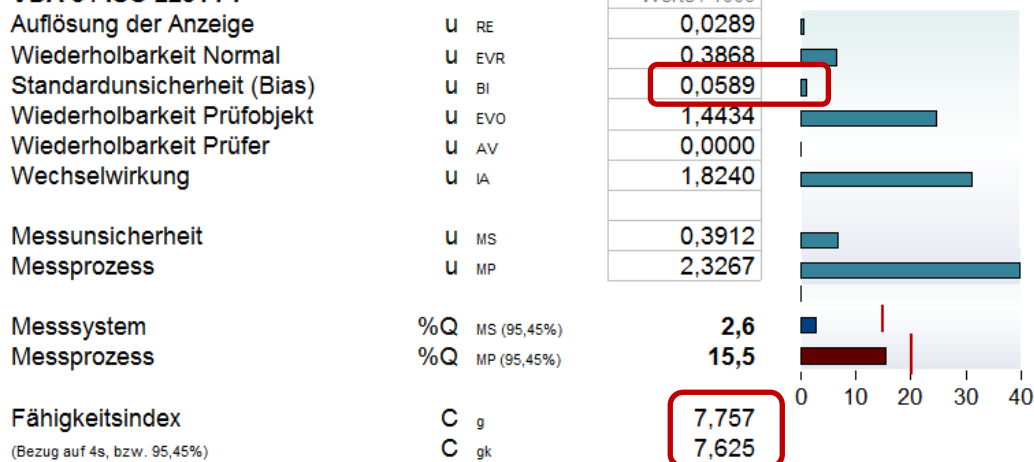 Auflösung der Anzeige u RE 0,0289
Wiederholbarkeit Normal u EVR 0,3868
Standardunsicherheit (Bias) u BI 0,0589
Wiederholbarkeit Prüfobjekt u EVO 1,4434
Wiederholbarkeit Prüfer u AV 0,0000
Wechselwirkung u IA 1,8240
Messunsicherheit u MS 0,3912
Messprozess u MP 2,3267
Messsystem %Q MS (95,45%) 2,6
Messprozess %Q MP (95,45%) 15,5
0 10 20 30 40
Fähigkeitsindex C g 7,757
(Bezug auf 4s, bzw. 95,45%) C gk 7,625